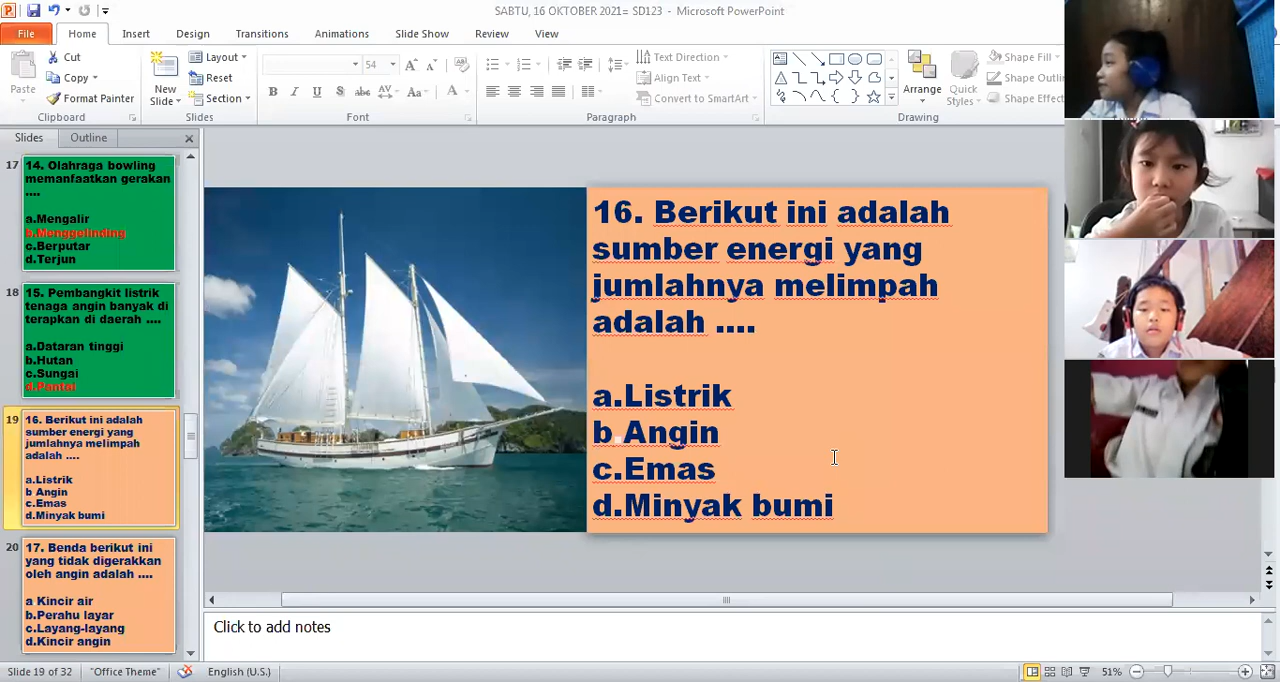 SABTU, 16 OKTOBER 2021= SD123 - Microsoft PowerPoint
File Home Insert Design Transitions Animations Slide Show Review View
Paste
Cut
Copy
Format Painter
Clipboard
New Slide
Layout
Reset
Section
Slides
54
Font
Text Direction
Align Text
Convert to SmartArt
Paragraph
Arrange
Quick Styles
Shape Fill
Shape Outli
Shape Effect
Drawing
Slides Outline
17
14. Olahraga bowling
memanfaatkan gerakan
....
a.Mengalir
b.Menggelinding
c.Berputar
d.Terjun
18
15. Pembangkit listrik
tenaga angin banyak di
terapkan di daerah ....
a.Dataran tinggi
b.Hutan
c.Sungai
d.Pantai
19
16. Berikut ini adalah
sumber energi yang
jumlahnya melimpah
adalah ....
a.Listrik
b Angin
c.Emas
d.Minyak bumi
20
17. Benda berikut ini
yang tidak digerakkan
oleh angin adalah ....
a Kincir air
b.Perahu layar
c.Layang-layang
d.Kincir angin
16. Berikut ini adalah
sumber energi yang
jumlahnya melimpah
adalah ....
a.Listrik
b.Angin
c.Emas
d.Minyak bumi
Click to add notes
Slide 19 of 32 "Office Theme" English (U.S.) 51%